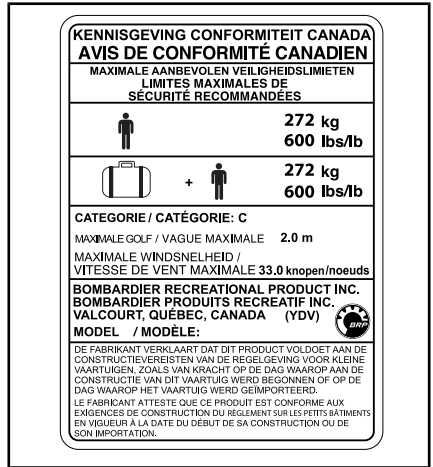 KENNISGEVING CONFORMITEIT CANADA
AVIS DE CONFORMITÉ CANADIEN
MAXIMALE AANBEVOLEN VEILIGHEIDSLIMIETEN
LIMITES MAXIMALES DE
SÉCURITÉ RECOMMANDÉES
272 kg
600 lbs/lb
272 kg
+ 600 lbs/lb
CATEGORIE / CATÉGORIE: C
MAXIMALE GOLF / VAGUE MAXIMALE 2.0 m
MAXIMALE WINDSNELHEID /
VITESSE DE VENT MAXIMALE 33.0 knopen/noeuds
BOMBARDIER RECREATIONAL PRODUCT INC.
BOMBARDIER PRODUITS RECREATIF INC.
VALCOURT, QUÉBEC, CANADA (YDV)
BRP
MODEL / MODÈLE:
DE FABRIKANT VERKLAART DAT DIT PRODUCT VOLDOET AAN DE
CONSTRUCTIEVEREISTEN VAN DE REGELGEVING VOOR KLEINE
VAARTUIGEN, ZOALS VAN KRACHT OP DE DAG WAAROP AAN DE
CONSTRUCTIE VAN DIT VAARTUIG WERD BEGONNEN OF OP DE
DAG WAAROP HET VAARTUIG WERD GEÏMPORTEERD.
LE FABRICANT ATTESTE QUE CE PRODUIT EST CONFORME AUX
EXIGENCES DE CONSTRUCTION DU RÈGLEMENT SUR LES PETITS BÂTIMENTS
EN VIGUEUR À LA DATE DU DÉBUT DE SA CONSTRUCTION OU DE
SON IMPORTATION.